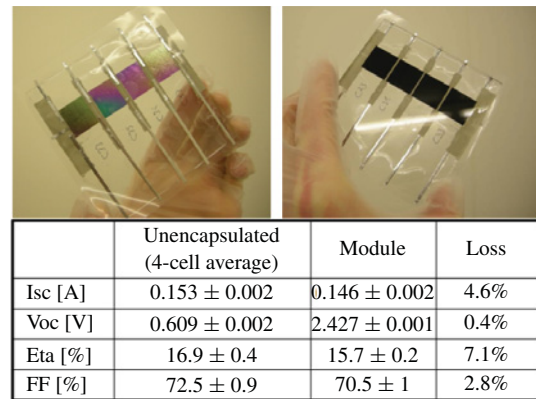 Unencapsulated (4-cell average) Module Loss
Isc [A] 0.153 ± 0.002 0.146 ± 0.002 4.6%
Voc [V] 0.609 ± 0.002 2.427 ± 0.001 0.4%
Eta [%] 16.9 ± 0.4 15.7 ± 0.2 7.1%
FF [%] 72.5 ± 0.9 70.5 ± 1 2.8%